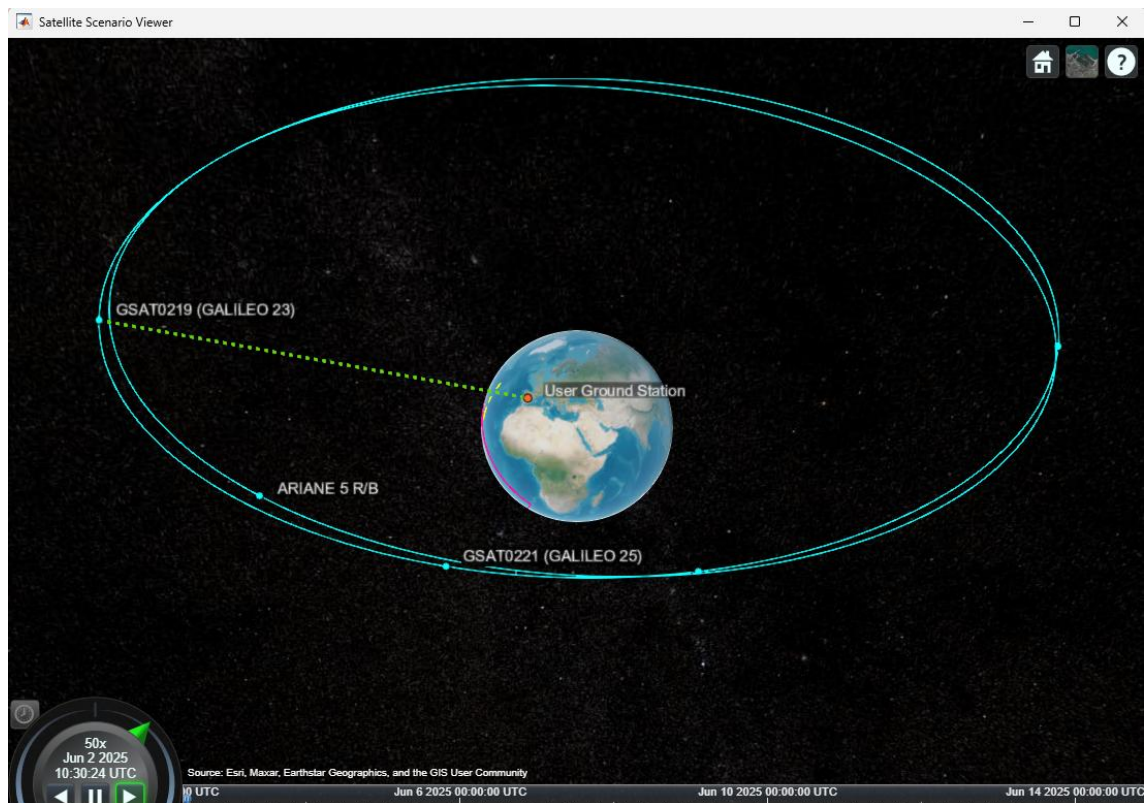 Satellite Scenario Viewer
?
GSAT0219 (GALILEO 23)
User Ground Station
ARIANE 5 R/B
GSAT0221 (GALILEO 25)
50x
Jun 2 2025
10:30:24 UTC
Source: Esri, Maxar, Earthstar Geographics, and the GIS User Community
00 UTC
Jun 6 2025 00:00:00 UTC
Jun 10 2025 00:00:00 UTC
Jun 14 2025 00:00:00 UTC